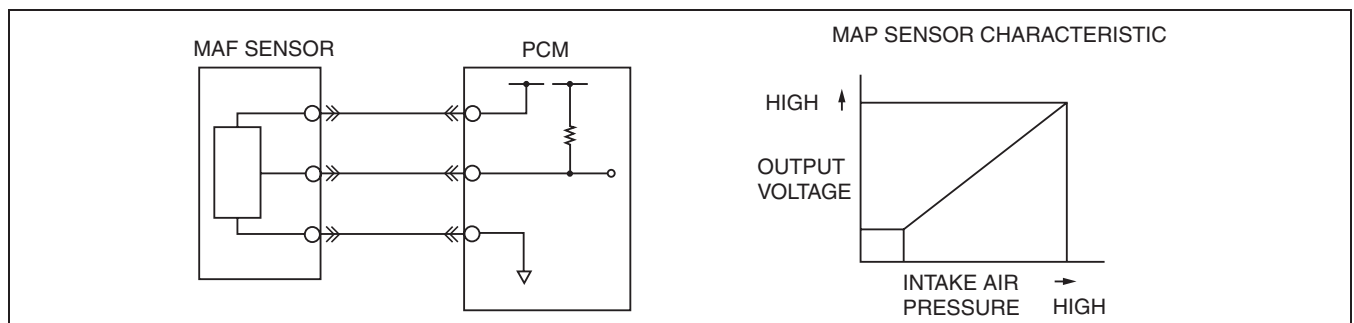 MAF SENSOR
PCM
MAP SENSOR CHARACTERISTIC
HIGH
OUTPUT
VOLTAGE
INTAKE AIR
PRESSURE
HIGH